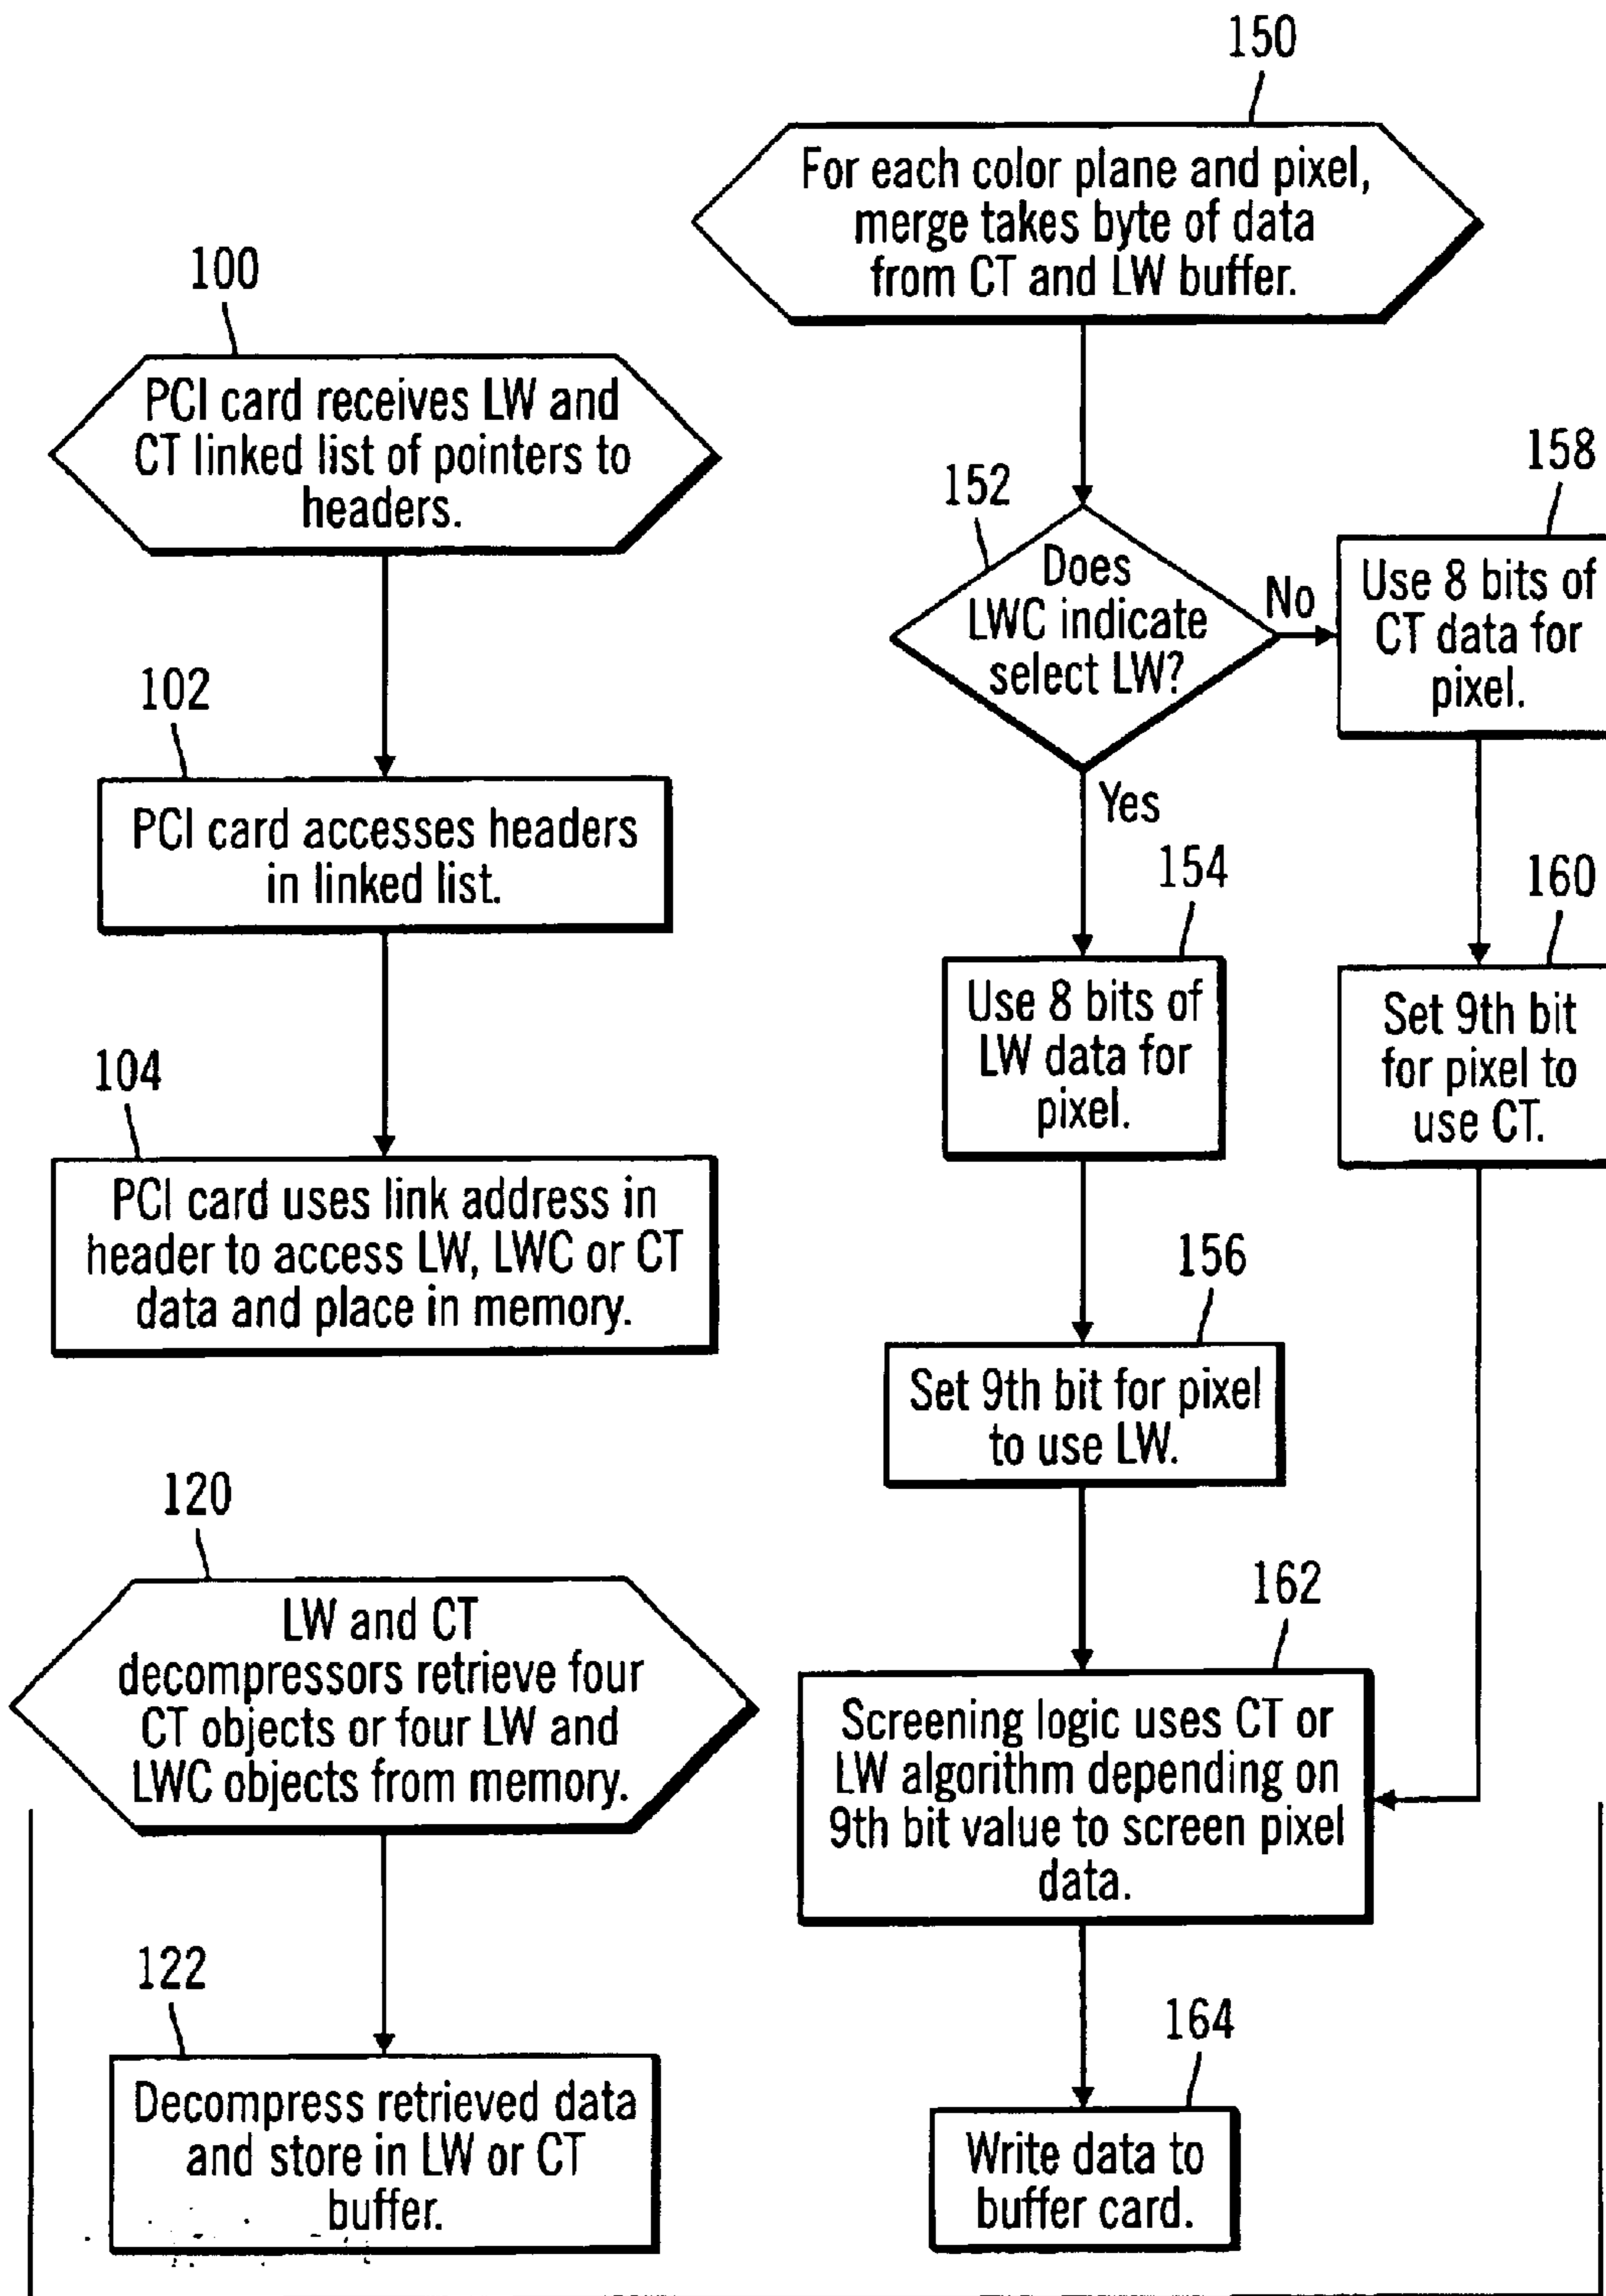 100
PCI card receives LW and
CT linked list of pointers to
headers.
102
PCI card accesses headers
in linked list.
104
PCI card uses link address in
header to access LW, LWC or CT
data and place in memory.
120
LW and CT
decompressors retrieve four
CT objects or four LW and
LWC objects from memory.
122
Decompress retrieved data
and store in LW or CT
buffer.
150
For each color plane and pixel,
merge takes byte of data
from CT and LW buffer.
152
Does
LWC indicate
select LW?
No
Yes
158
Use 8 bits of
CT data for
pixel.
160
Set 9th bit
for pixel to
use CT.
154
Use 8 bits of
LW data for
pixel.
156
Set 9th bit for pixel
to use LW.
162
Screening logic uses CT or
LW algorithm depending on
9th bit value to screen pixel
data.
164
Write data to
buffer card.